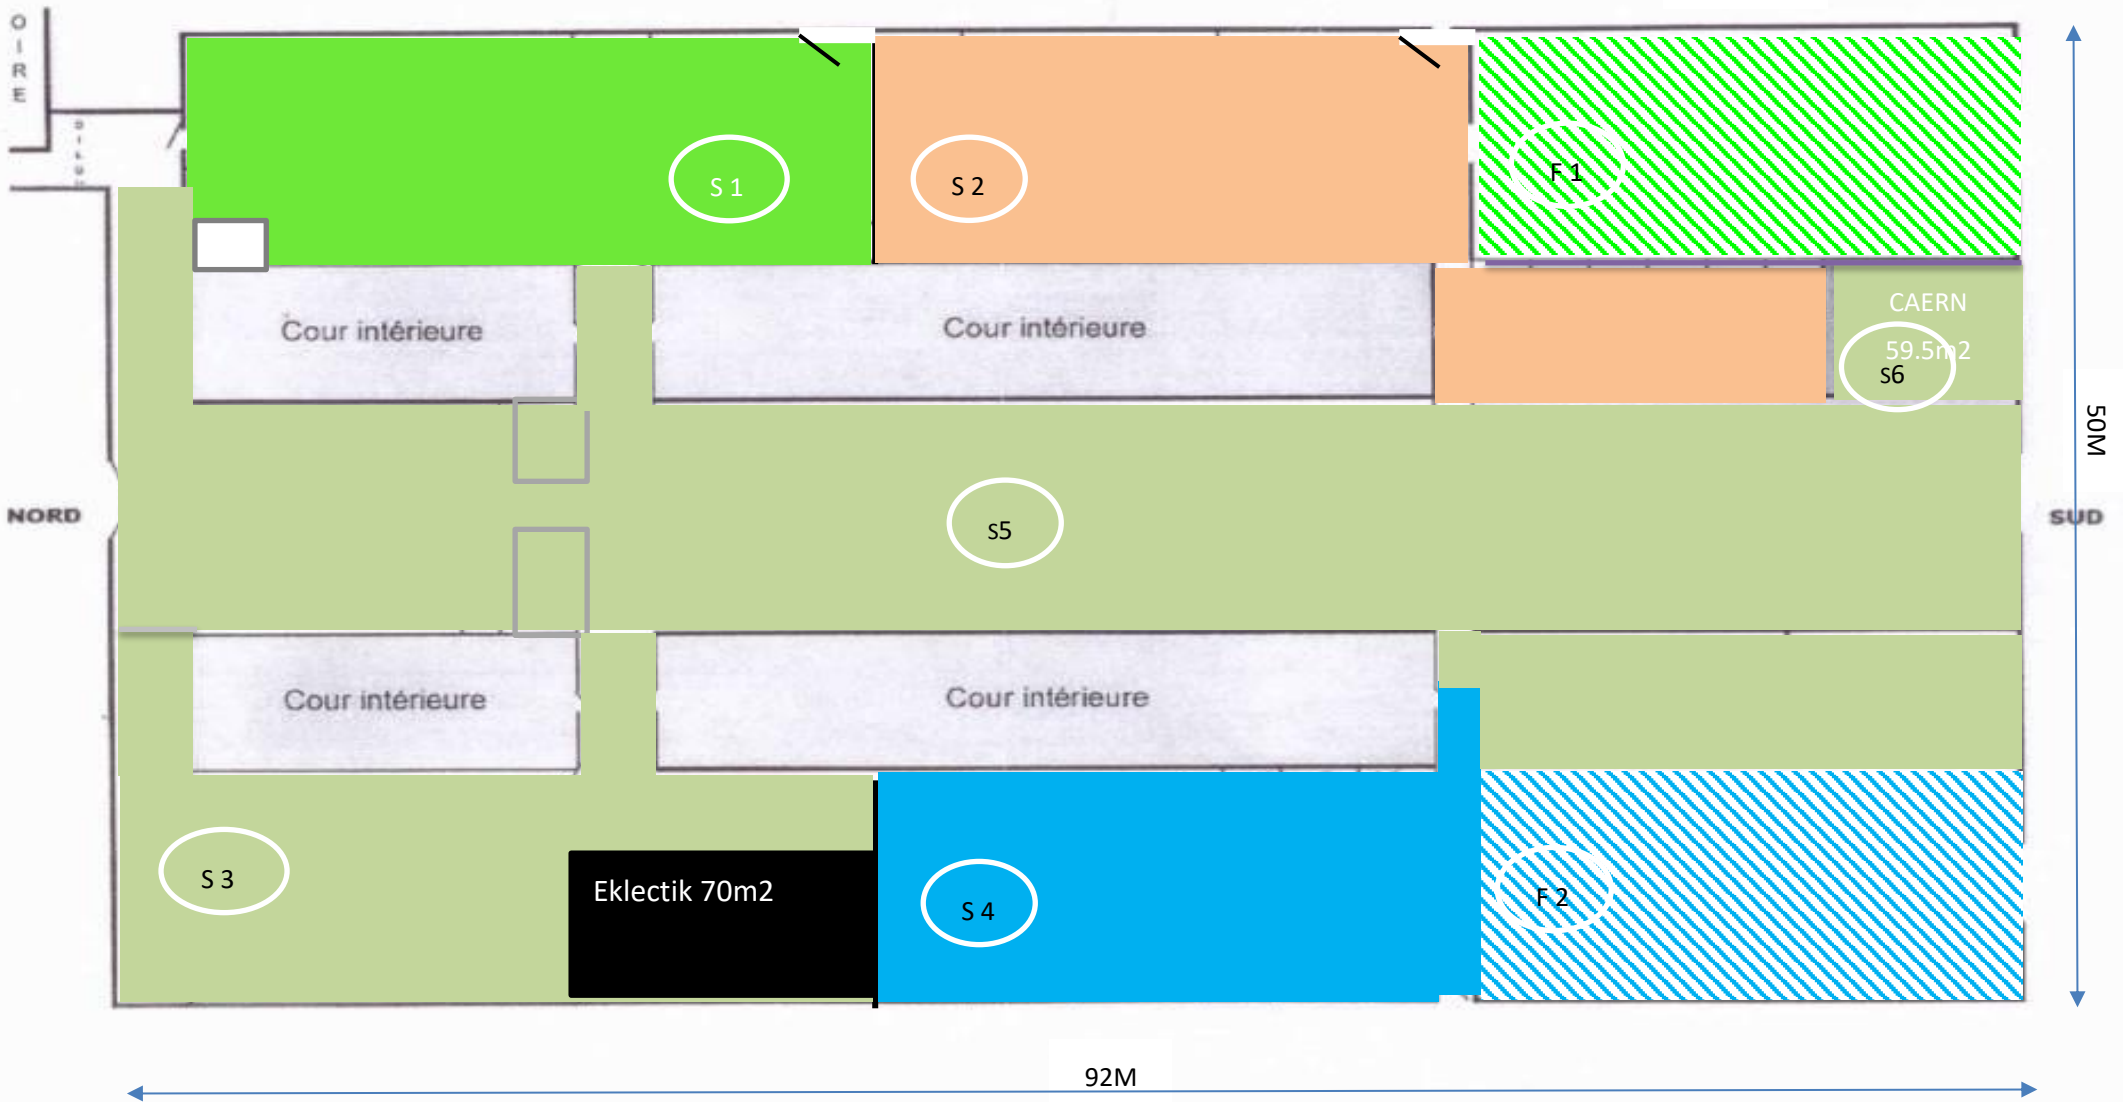 OIRE
S 1
S 2
F 1
Cour intérieure
Cour intérieure
CAERN
59.5m2
S6
50M
NORD
S5
SUD
Cour intérieure
Cour intérieure
S 3
Eklectik 70m2
S 4
F 2
92M